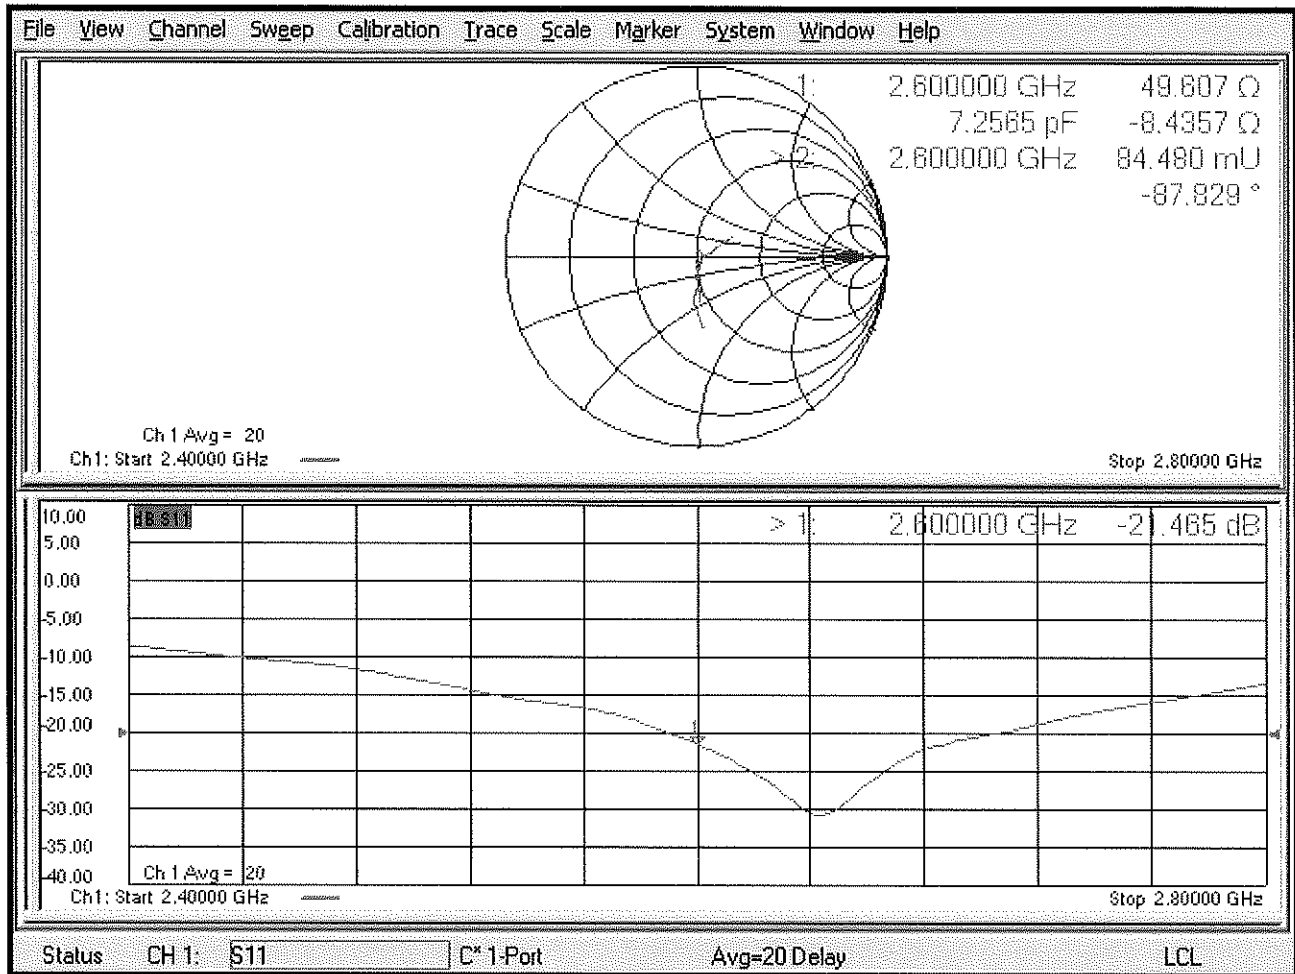 File View Channel Sweep Calibration Trace Scale Marker System Window Help
1: 2.600000 GHz 49.607 Ω
7.2565 pF -8.4357 Ω
> 2: 2.600000 GHz 84.480 mU
-87.829 °
Ch 1 Avg = 20
Ch1: Start 2.40000 GHz Stop 2.80000 GHz
10.00 dB S11 > 1: 2.600000 GHz -21.465 dB
5.00
0.00
-5.00
-10.00
-15.00
-20.00
-25.00
-30.00
-35.00
-40.00 Ch 1 Avg = 20
Ch1: Start 2.40000 GHz Stop 2.80000 GHz
Status CH 1: S11 C* 1-Port Avg=20 Delay LCL